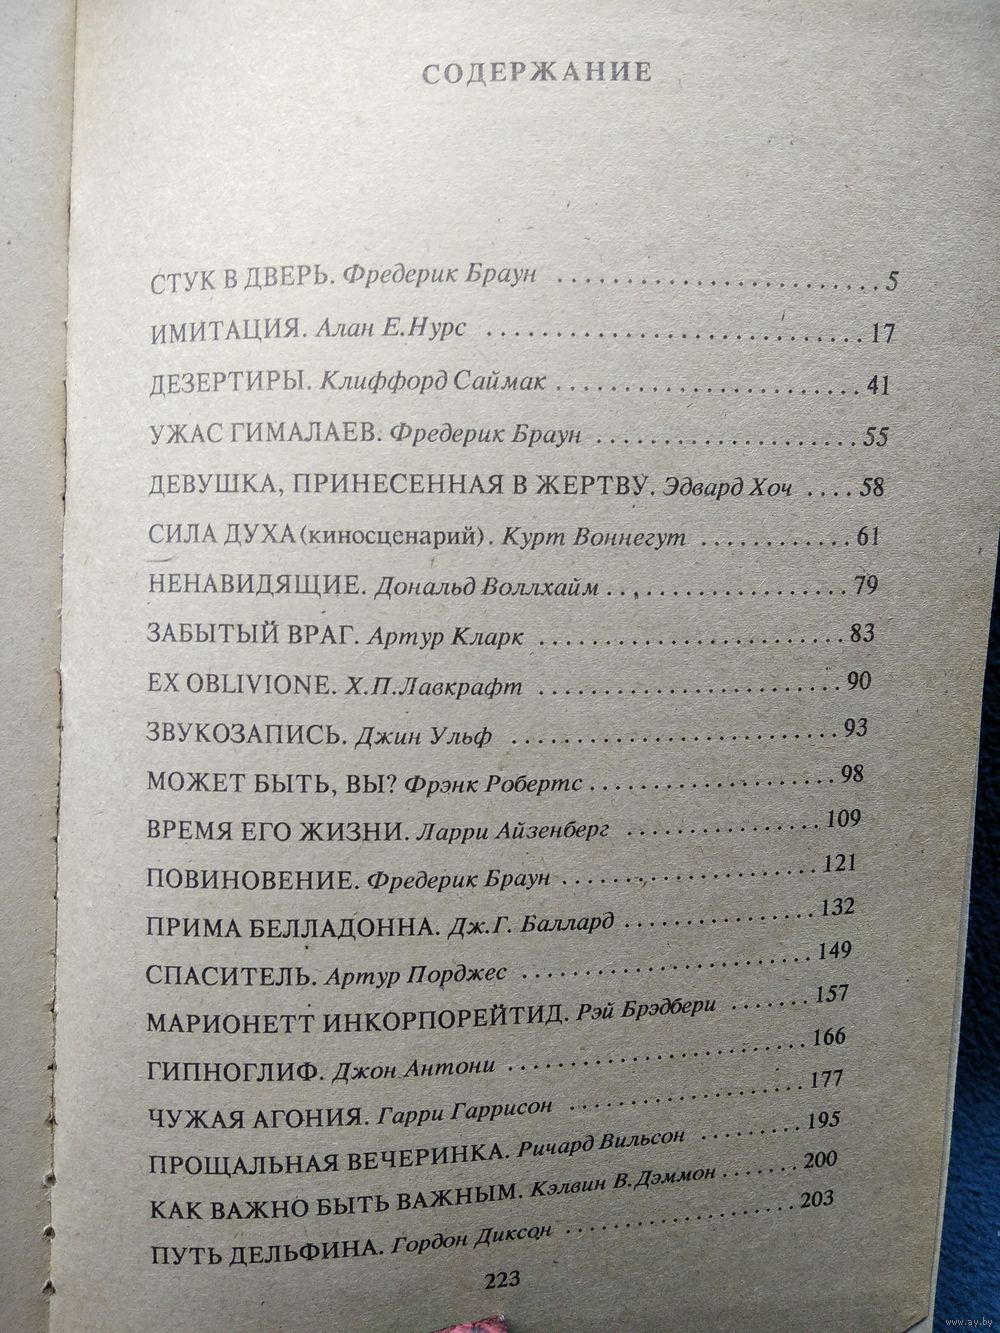 СОДЕРЖАНИЕ
СТУК В ДВЕРЬ. Фредерик Браун ........................ 5
ИМИТАЦИЯ. Алан Е.Нурс ............................ 17
ДЕЗЕРТИРЫ. Клиффорд Саймак ....................... 41
УЖАС ГИМАЛАЕВ. Фредерик Браун .................... 55
ДЕВУШКА, ПРИНЕСЕННАЯ В ЖЕРТВУ. Эдвард Хоч .... 58
СИЛА ДУХА (киносценарий). Курт Воннегут ............ 61
НЕНАВИДЯЩИЕ. Дональд Воллхайм .................. 79
ЗАБЫТЫЙ ВРАГ. Артур Кларк ....................... 83
EX OBLIVIONE. Х.П.Лавкрафт ....................... 90
ЗВУКОЗАПИСЬ. Джин Ульф ......................... 93
МОЖЕТ БЫТЬ, ВЫ? Фрэнк Робертс ................... 98
ВРЕМЯ ЕГО ЖИЗНИ. Ларри Айзенберг ............... 109
ПОВИНОВЕНИЕ. Фредерик Браун .................... 121
ПРИМА БЕЛЛАДОННА. Дж.Г. Баллард ............... 132
СПАСИТЕЛЬ. Артур Порджес ...................... 149
МАРИОНЕТТ ИНКОРПОРЕЙТИД. Рэй Брэдбери ....... 157
ГИПНОГЛИФ. Джон Антони ........................ 166
ЧУЖАЯ АГОНИЯ. Гарри Гаррисон ................... 177
ПРОЩАЛЬНАЯ ВЕЧЕРИНКА. Ричард Вильсон ......... 195
КАК ВАЖНО БЫТЬ ВАЖНЫМ. Кэлвин В.Дэммон ....... 200
ПУТЬ ДЕЛЬФИНА. Гордон Диксон .................. 203
223
www.ay.by